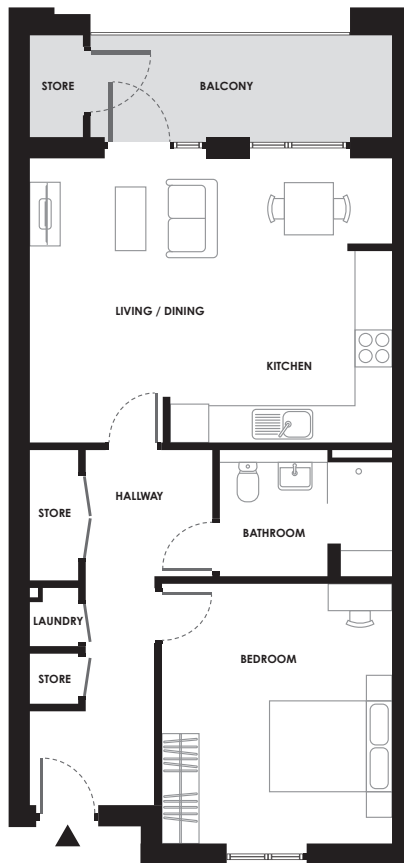 STORE
BALCONY
LIVING / DINING
KITCHEN
HALLWAY
STORE
BATHROOM
LAUNDRY
BEDROOM
STORE